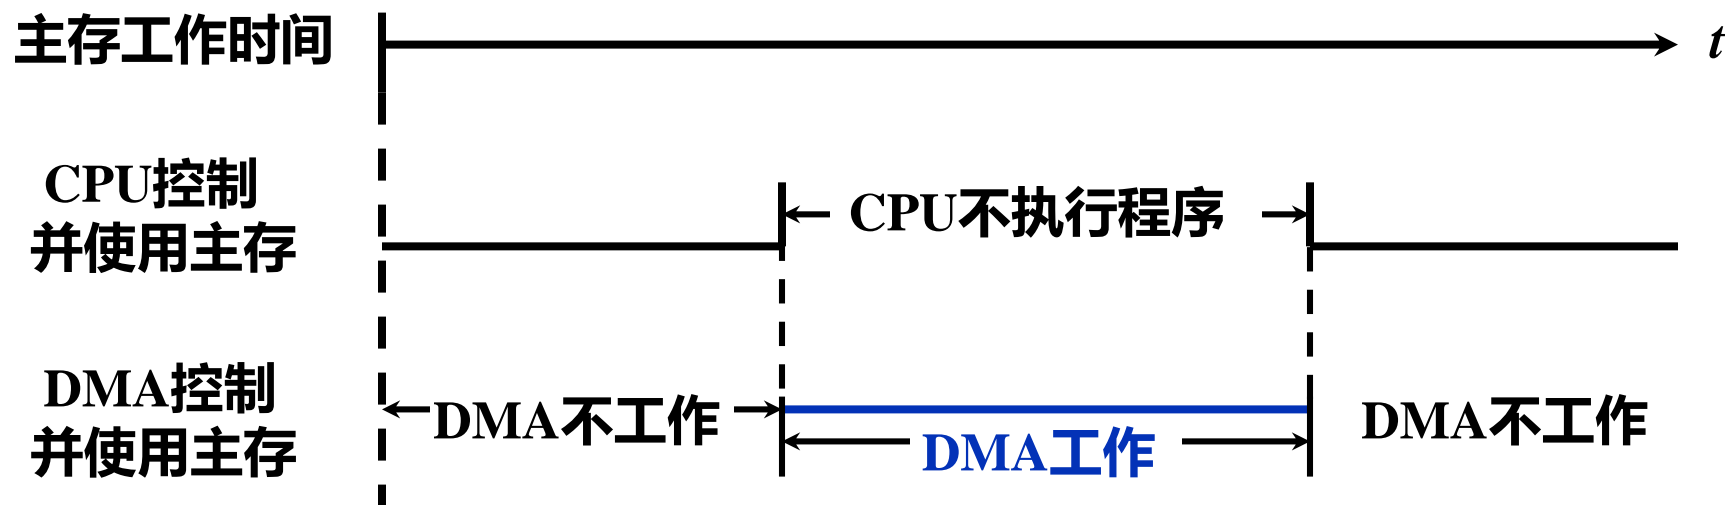 主存工作时间
t
CPU控制
并使用主存
CPU不执行程序
DMA控制
并使用主存
DMA不工作
DMA工作
DMA不工作